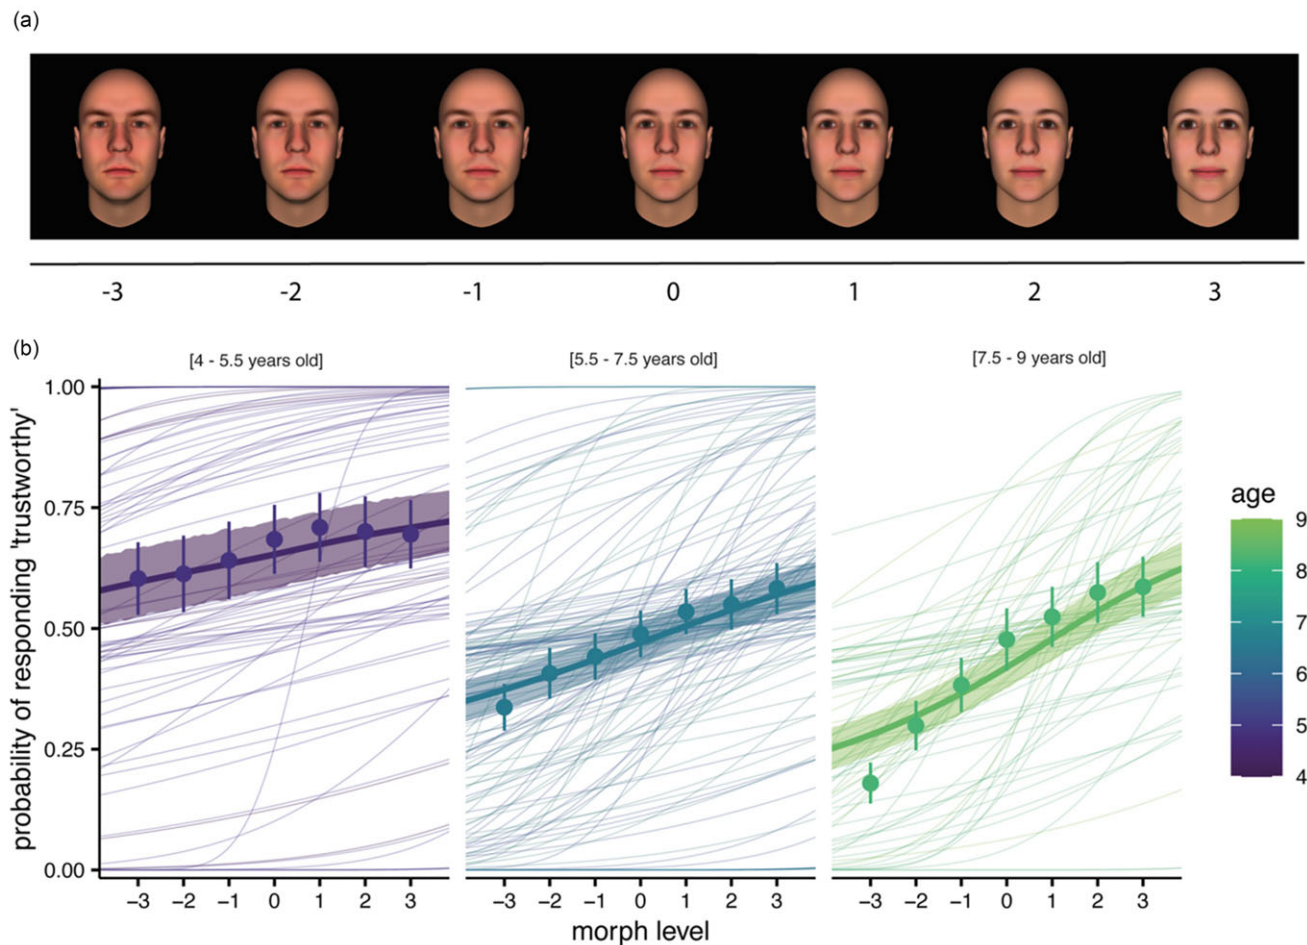 (a)
-3 -2 -1 0 1 2 3
(b)
[4 - 5.5 years old] [5.5 - 7.5 years old] [7.5 - 9 years old]
probability of responding 'trustworthy'
1.00
0.75
0.50
0.25
0.00
−3 −2 −1 0 1 2 3 −3 −2 −1 0 1 2 3 −3 −2 −1 0 1 2 3
morph level
age
9
8
7
6
5
4